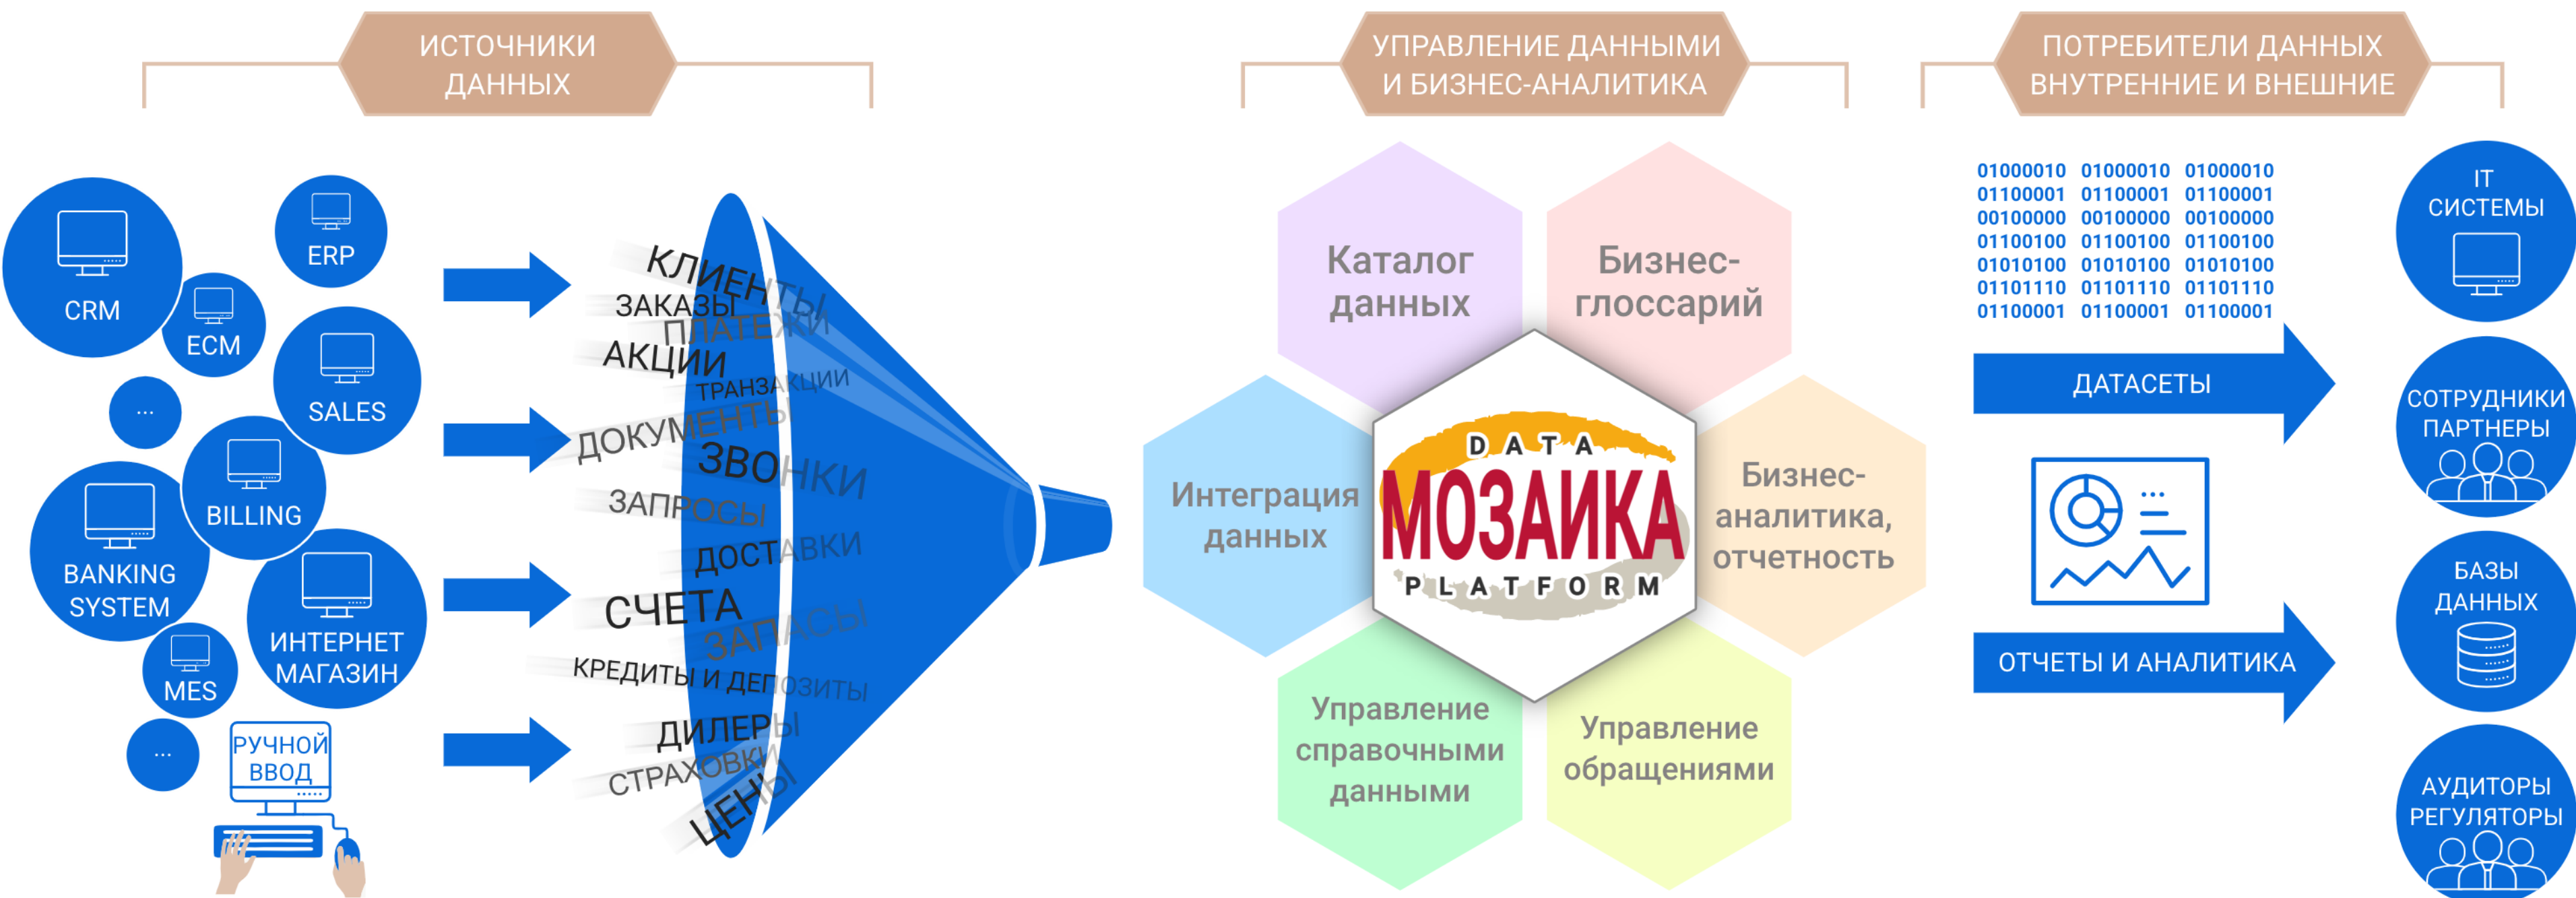 ИСТОЧНИКИ
ДАННЫХ
УПРАВЛЕНИЕ ДАННЫМИ
И БИЗНЕС-АНАЛИТИКА
ПОТРЕБИТЕЛИ ДАННЫХ
ВНУТРЕННИЕ И ВНЕШНИЕ
CRM
ERP
ECM
SALES
...
BILLING
BANKING
SYSTEM
ИНТЕРНЕТ
МАГАЗИН
MES
...
РУЧНОЙ
ВВОД
КЛИЕНТЫ
ЗАКАЗЫ
ПЛАТЕЖИ
АКЦИИ
ТРАНЗАКЦИИ
ДОКУМЕНТЫ
ЗВОНКИ
ЗАПРОСЫ
ДОСТАВКИ
СЧЕТА
ЗАПАСЫ
КРЕДИТЫ И ДЕПОЗИТЫ
ДИЛЕРЫ
СТРАХОВКИ
ЦЕНЫ
Каталог
данных
Бизнес-
глоссарий
Интеграция
данных
DATA
МОЗАИКА
PLATFORM
Бизнес-
аналитика,
отчетность
Управление
справочными
данными
Управление
обращениями
01000010 01000010 01000010
01100001 01100001 01100001
00100000 00100000 00100000
01100100 01100100 01100100
01010100 01010100 01010100
01101110 01101110 01101110
01100001 01100001 01100001
ДАТАСЕТЫ
...
ОТЧЕТЫ И АНАЛИТИКА
IT
СИСТЕМЫ
СОТРУДНИКИ
ПАРТНЕРЫ
БАЗЫ
ДАННЫХ
АУДИТОРЫ
РЕГУЛЯТОРЫ